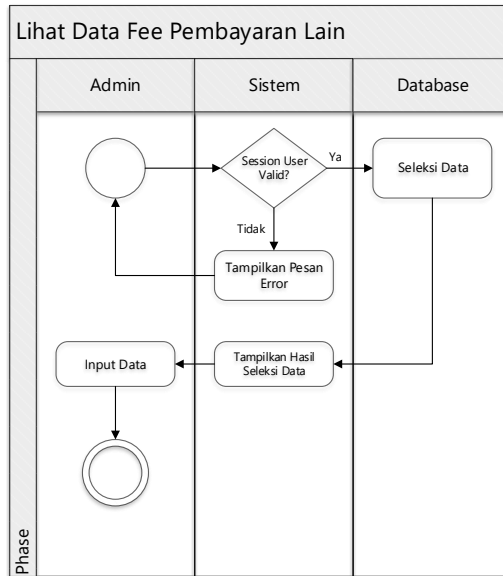 Lihat Data Fee Pembayaran Lain
Admin
Sistem
Database
Session User
Valid?
Ya
Seleksi Data
Tidak
Tampilkan Pesan
Error
Input Data
Tampilkan Hasil
Seleksi Data
Phase